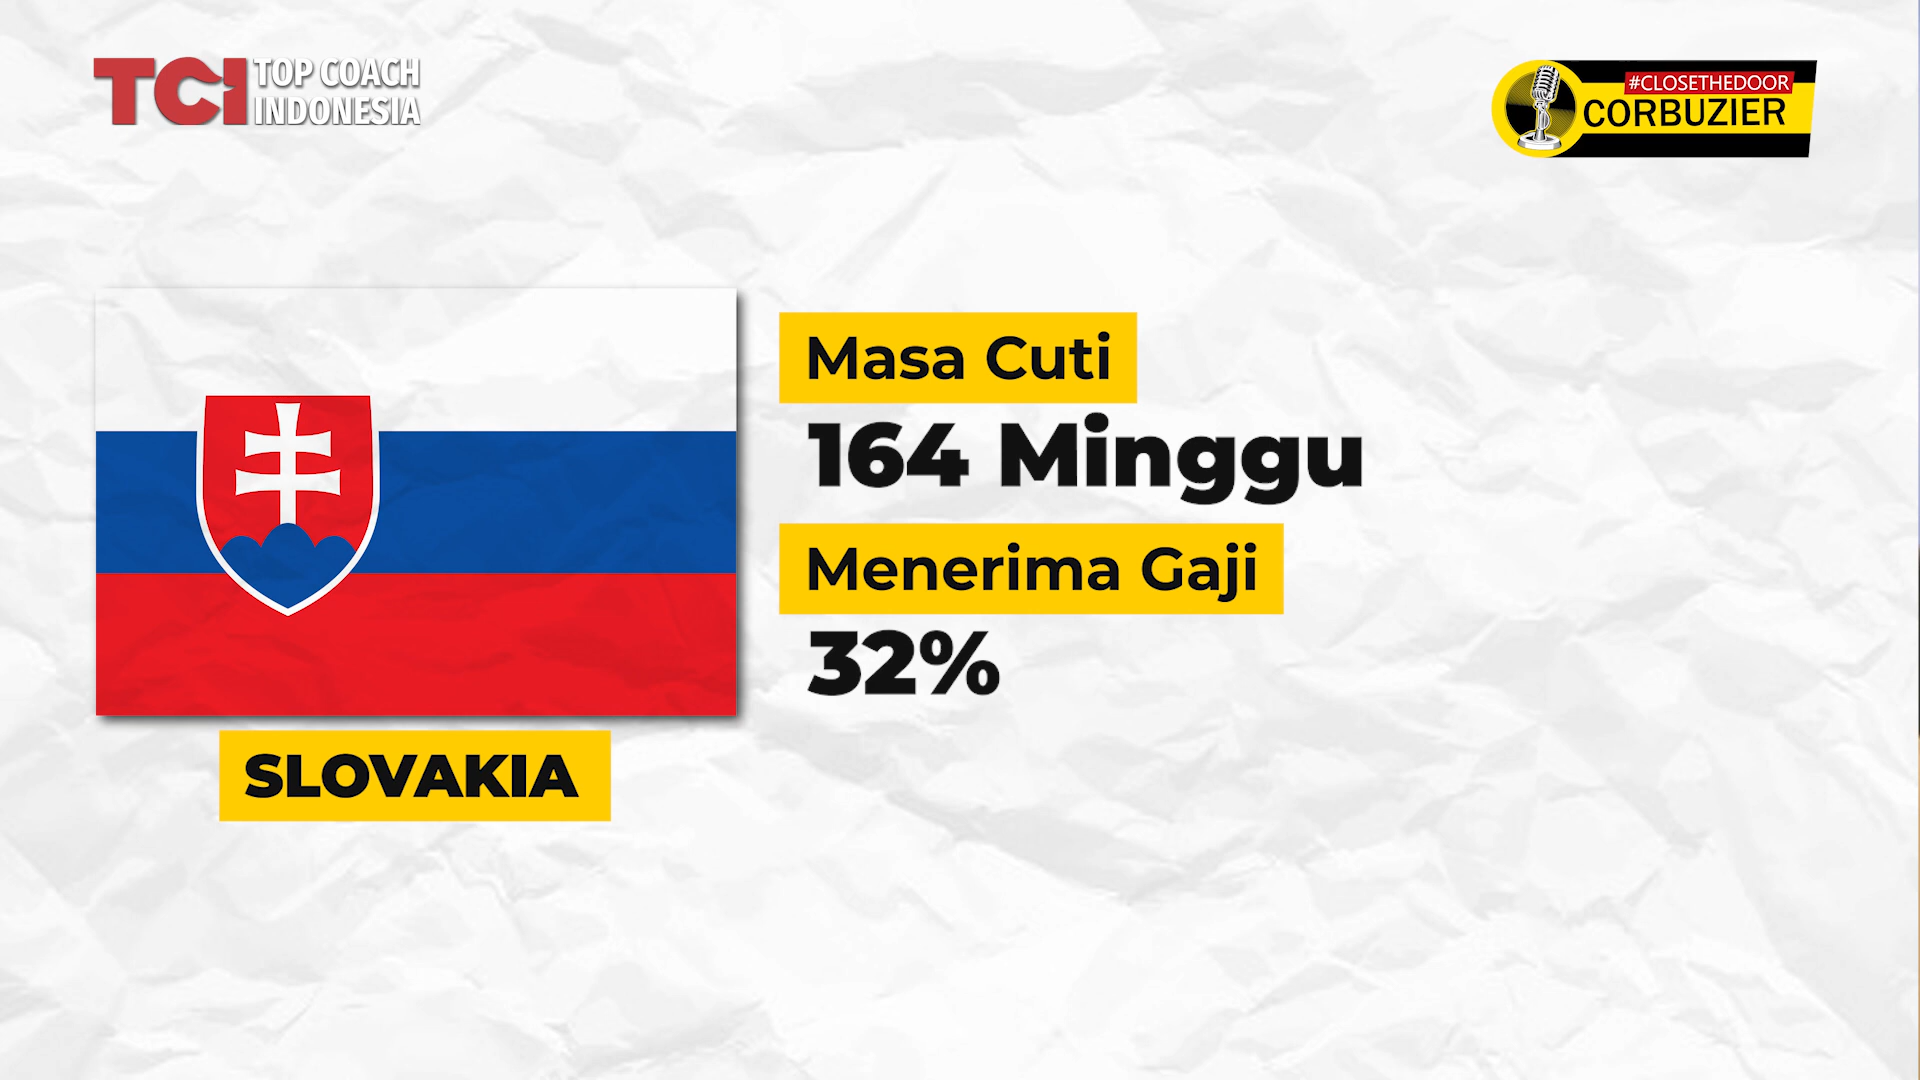 TCI TOP COACH
INDONESIA
#CLOSETHEDOOR
CORBUZIER
Masa Cuti
164 Minggu
Menerima Gaji
32%
SLOVAKIA